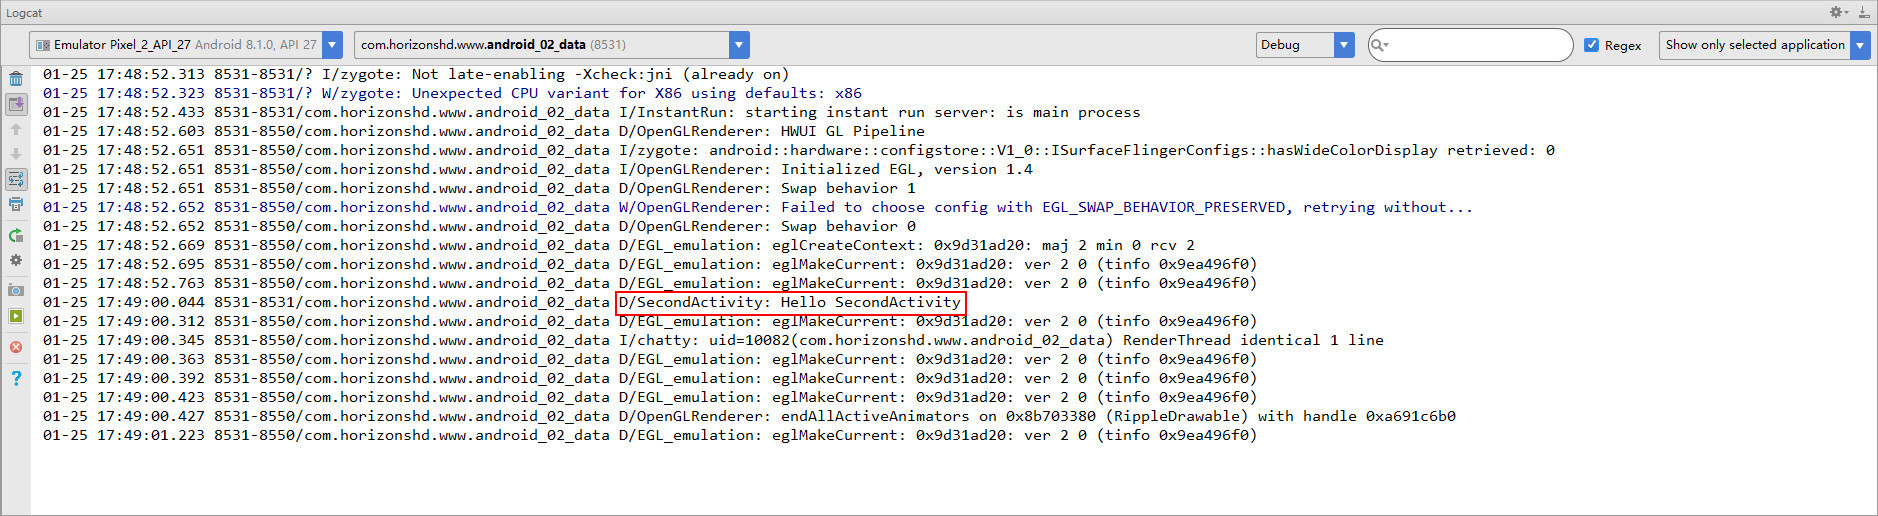 Logcat
Emulator Pixel_2_API_27 Android 8.1.0, API 27 com.horizonshd.www.android_02_data (8531) Debug Regex Show only selected application
01-25 17:48:52.313 8531-8531/? I/zygote: Not late-enabling -Xcheck:jni (already on)
01-25 17:48:52.323 8531-8531/? W/zygote: Unexpected CPU variant for X86 using defaults: x86
01-25 17:48:52.433 8531-8531/com.horizonshd.www.android_02_data I/InstantRun: starting instant run server: is main process
01-25 17:48:52.603 8531-8550/com.horizonshd.www.android_02_data D/OpenGLRenderer: HWUI GL Pipeline
01-25 17:48:52.651 8531-8550/com.horizonshd.www.android_02_data I/zygote: android::hardware::configstore::V1_0::ISurfaceFlingerConfigs::hasWideColorDisplay retrieved: 0
01-25 17:48:52.651 8531-8550/com.horizonshd.www.android_02_data I/OpenGLRenderer: Initialized EGL, version 1.4
01-25 17:48:52.651 8531-8550/com.horizonshd.www.android_02_data D/OpenGLRenderer: Swap behavior 1
01-25 17:48:52.652 8531-8550/com.horizonshd.www.android_02_data W/OpenGLRenderer: Failed to choose config with EGL_SWAP_BEHAVIOR_PRESERVED, retrying without...
01-25 17:48:52.652 8531-8550/com.horizonshd.www.android_02_data D/OpenGLRenderer: Swap behavior 0
01-25 17:48:52.669 8531-8550/com.horizonshd.www.android_02_data D/EGL_emulation: eglCreateContext: 0x9d31ad20: maj 2 min 0 rcv 2
01-25 17:48:52.695 8531-8550/com.horizonshd.www.android_02_data D/EGL_emulation: eglMakeCurrent: 0x9d31ad20: ver 2 0 (tinfo 0x9ea496f0)
01-25 17:48:52.763 8531-8550/com.horizonshd.www.android_02_data D/EGL_emulation: eglMakeCurrent: 0x9d31ad20: ver 2 0 (tinfo 0x9ea496f0)
01-25 17:49:00.044 8531-8531/com.horizonshd.www.android_02_data D/SecondActivity: Hello SecondActivity
01-25 17:49:00.312 8531-8550/com.horizonshd.www.android_02_data D/EGL_emulation: eglMakeCurrent: 0x9d31ad20: ver 2 0 (tinfo 0x9ea496f0)
01-25 17:49:00.345 8531-8550/com.horizonshd.www.android_02_data I/chatty: uid=10082(com.horizonshd.www.android_02_data) RenderThread identical 1 line
01-25 17:49:00.363 8531-8550/com.horizonshd.www.android_02_data D/EGL_emulation: eglMakeCurrent: 0x9d31ad20: ver 2 0 (tinfo 0x9ea496f0)
01-25 17:49:00.392 8531-8550/com.horizonshd.www.android_02_data D/EGL_emulation: eglMakeCurrent: 0x9d31ad20: ver 2 0 (tinfo 0x9ea496f0)
01-25 17:49:00.423 8531-8550/com.horizonshd.www.android_02_data D/EGL_emulation: eglMakeCurrent: 0x9d31ad20: ver 2 0 (tinfo 0x9ea496f0)
01-25 17:49:00.427 8531-8550/com.horizonshd.www.android_02_data D/OpenGLRenderer: endAllActiveAnimators on 0x8b703380 (RippleDrawable) with handle 0xa691c6b0
01-25 17:49:01.223 8531-8550/com.horizonshd.www.android_02_data D/EGL_emulation: eglMakeCurrent: 0x9d31ad20: ver 2 0 (tinfo 0x9ea496f0)